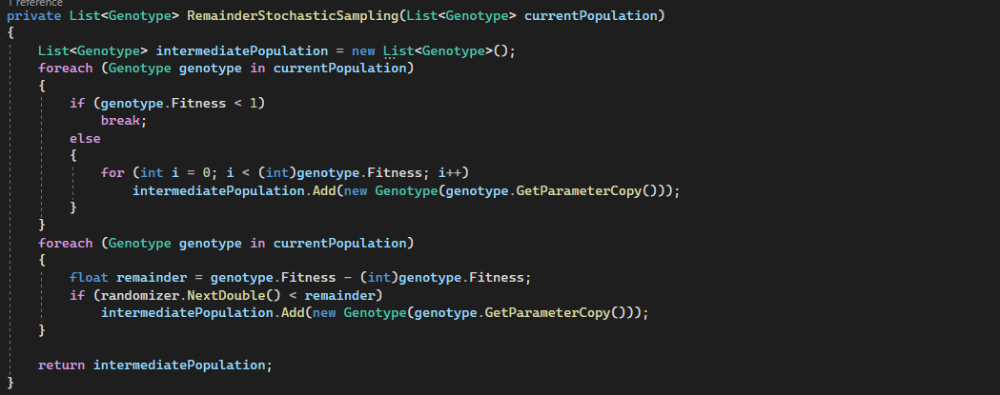 1 reference
private List<Genotype> RemainderStochasticSampling(List<Genotype> currentPopulation)
{
    List<Genotype> intermediatePopulation = new List<Genotype>();
    foreach (Genotype genotype in currentPopulation)
    {
        if (genotype.Fitness < 1)
            break;
        else
        {
            for (int i = 0; i < (int)genotype.Fitness; i++)
                intermediatePopulation.Add(new Genotype(genotype.GetParameterCopy()));
        }
    }
    foreach (Genotype genotype in currentPopulation)
    {
        float remainder = genotype.Fitness - (int)genotype.Fitness;
        if (randomizer.NextDouble() < remainder)
            intermediatePopulation.Add(new Genotype(genotype.GetParameterCopy()));
    }

    return intermediatePopulation;
}